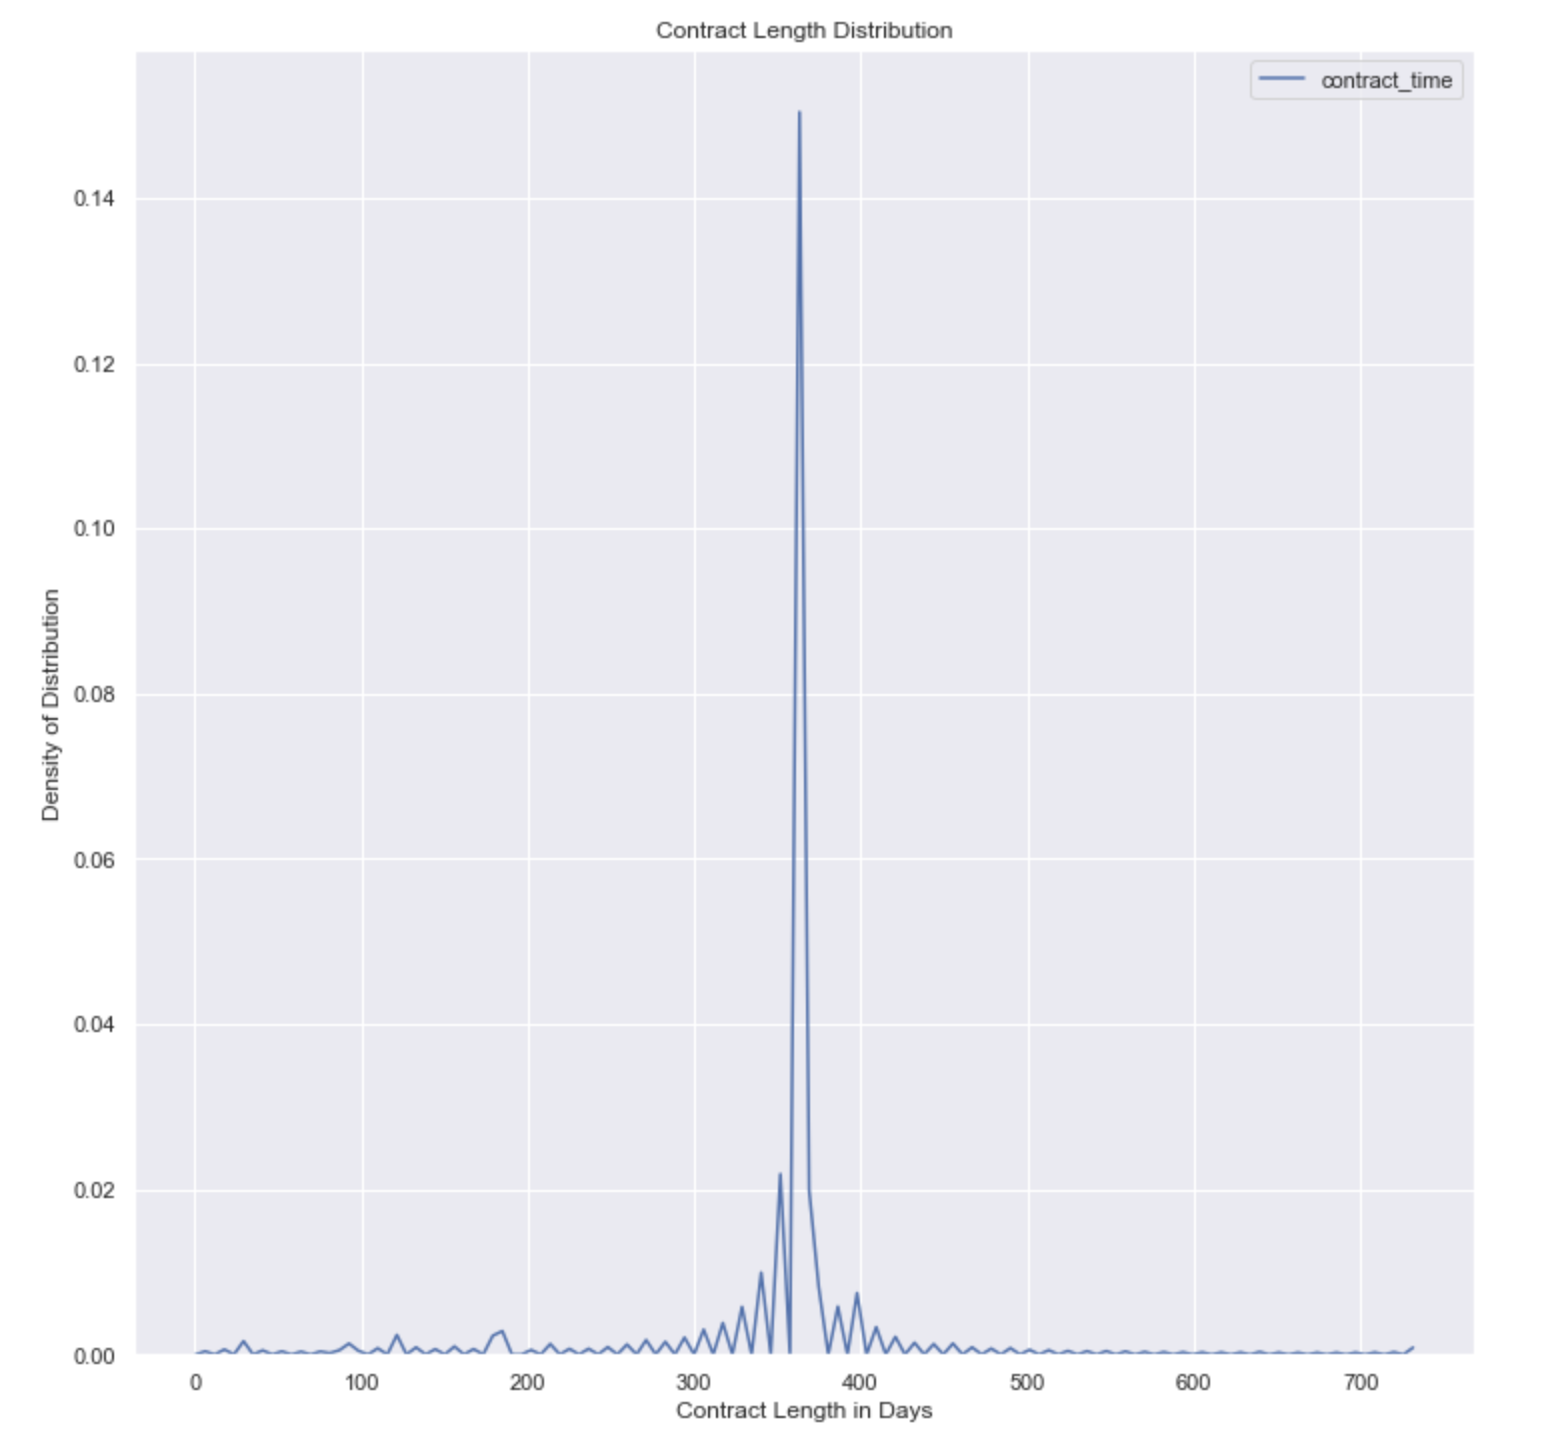 Contract Length Distribution
contract_time
0.14
0.12
0.10
0.08
0.06
0.04
0.02
0.00
Density of Distribution
0 100 200 300 400 500 600 700
Contract Length in Days